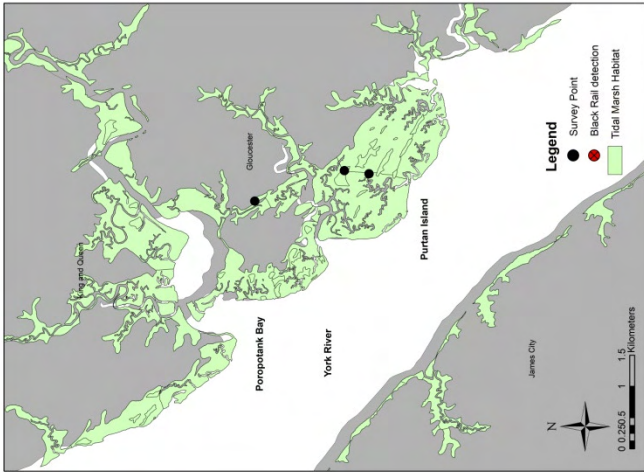 King and Queen
Gloucester
Poropotank Bay
York River
Purtan Island
James City
Legend
Survey Point
Black Rail detection
Tidal Marsh Habitat
N
0 0.250.5 1 1.5
Kilometers